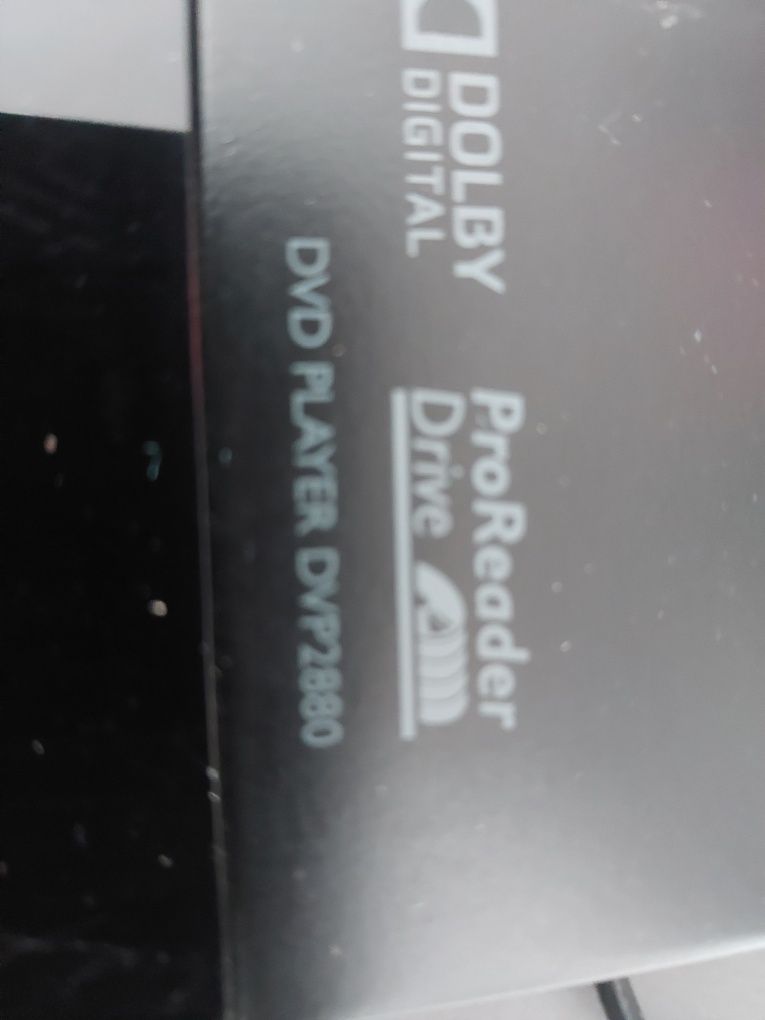 DOLBY
DIGITAL
ProReader
Drive
DVD PLAYER DVP2880